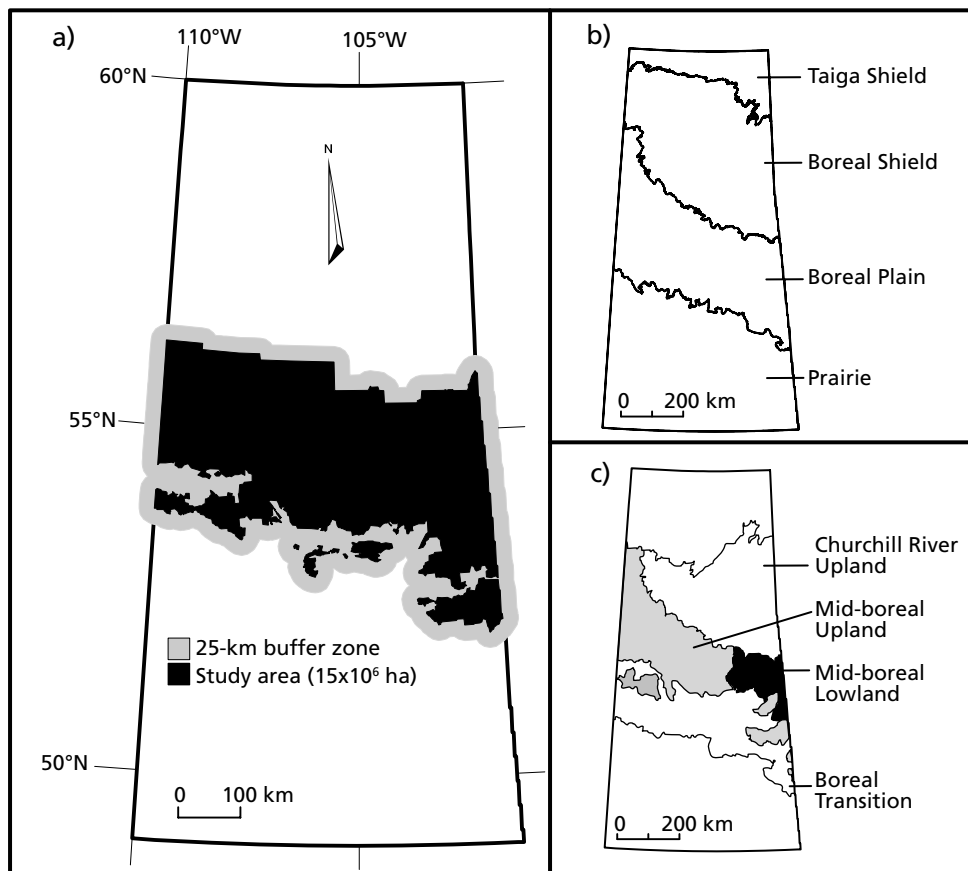 a)
110°W
105°W
60°N
N
55°N
25-km buffer zone
Study area (15x10⁶ ha)
50°N
0 100 km
b)
Taiga Shield
Boreal Shield
Boreal Plain
Prairie
0 200 km
c)
Churchill River
Upland
Mid-boreal
Upland
Mid-boreal
Lowland
Boreal
Transition
0 200 km